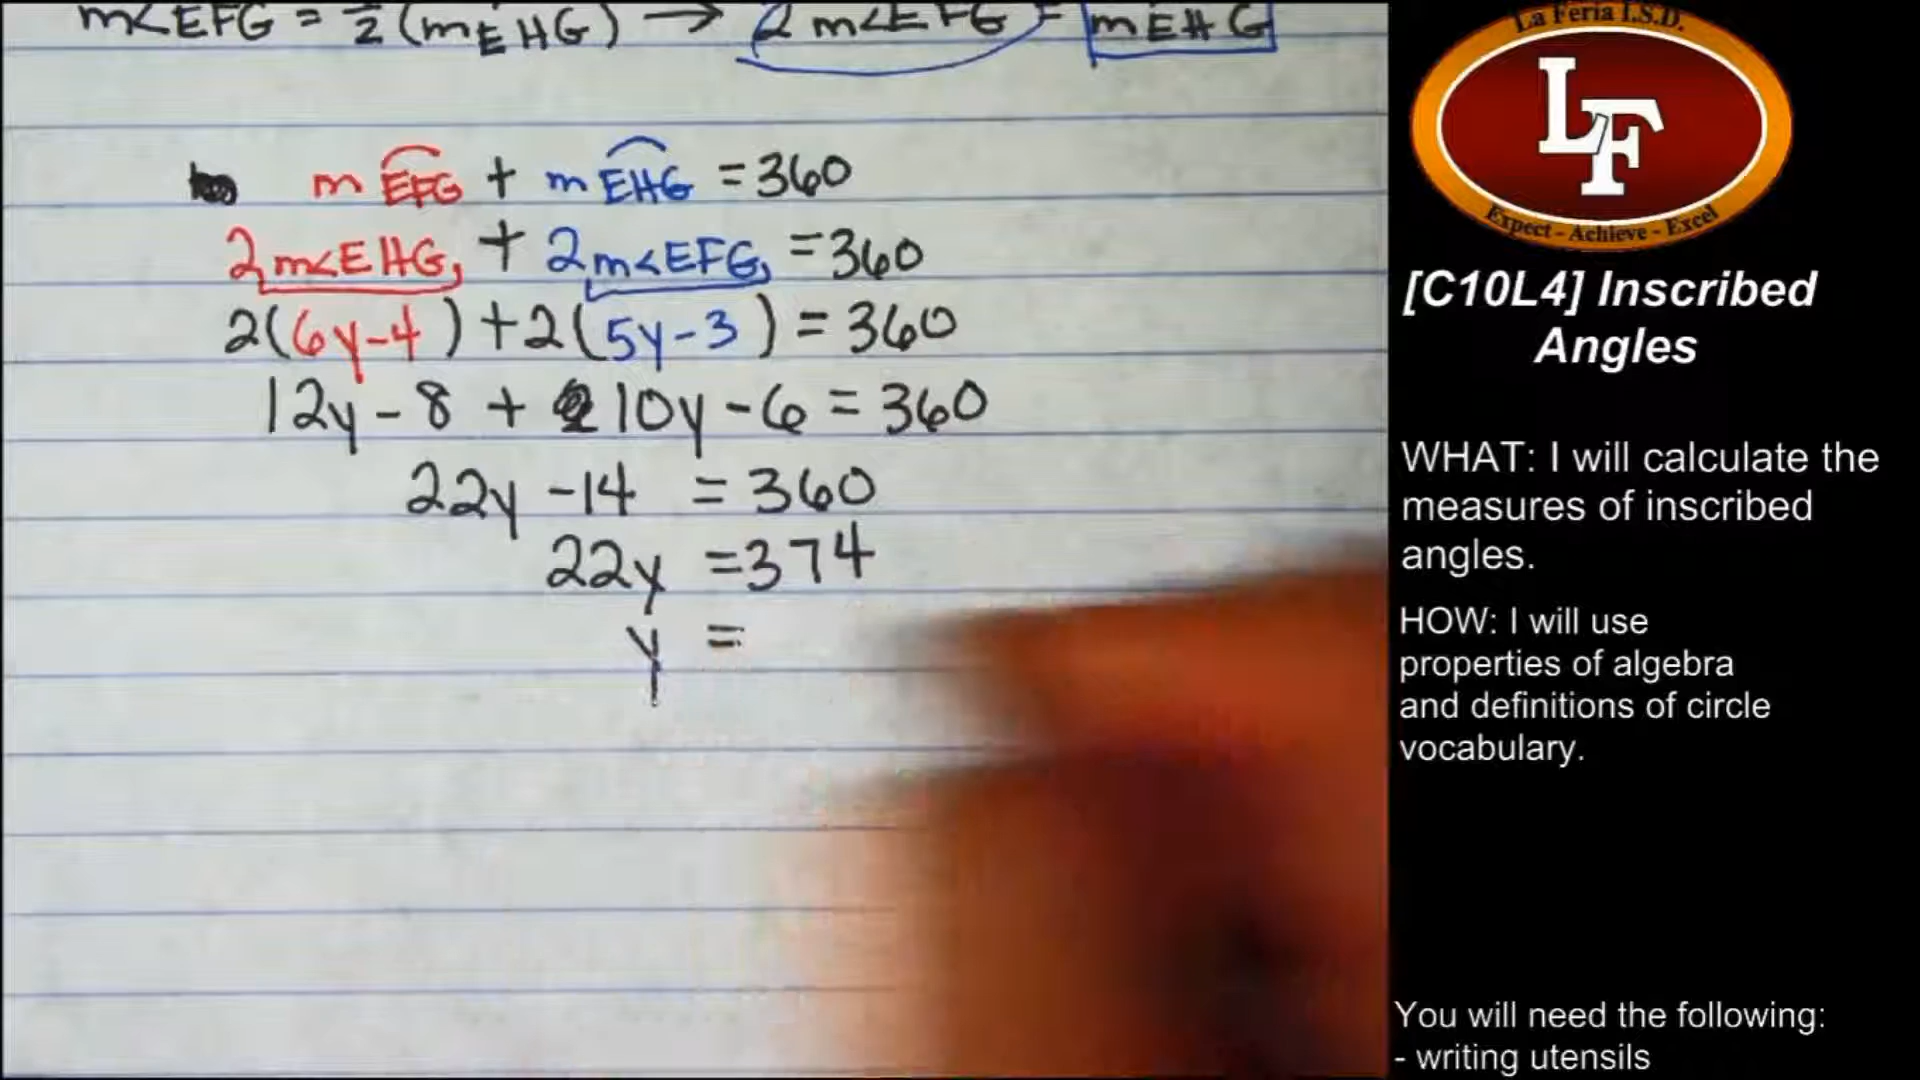 m<EFG = 1/2 (mEHG) → 2m<EFG = mEHG
mEFG + mEHG = 360
2m<EHG + 2m<EFG = 360
2(6y-4) + 2(5y-3) = 360
12y - 8 + 10y - 6 = 360
22y - 14 = 360
22y = 374
y =
La Feria I.S.D.
LF
Expect - Achieve - Excel
[C10L4] Inscribed
Angles
WHAT: I will calculate the
measures of inscribed
angles.
HOW: I will use
properties of algebra
and definitions of circle
vocabulary.
You will need the following:
- writing utensils